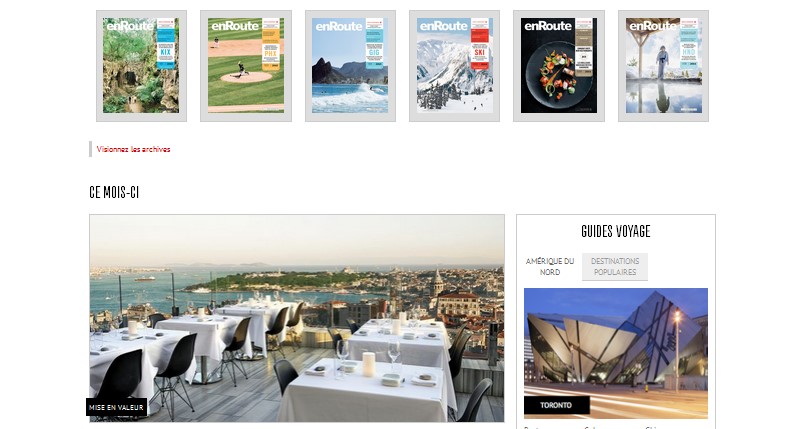 enRoute
KIX
enRoute
PHX
enRoute
GIG
enRoute
SKI
enRoute
enRoute
HND
Visionnez les archives
CE MOIS-CI
GUIDES VOYAGE
AMÉRIQUE DU
NORD
DESTINATIONS
POPULAIRES
MISE EN VALEUR
TORONTO